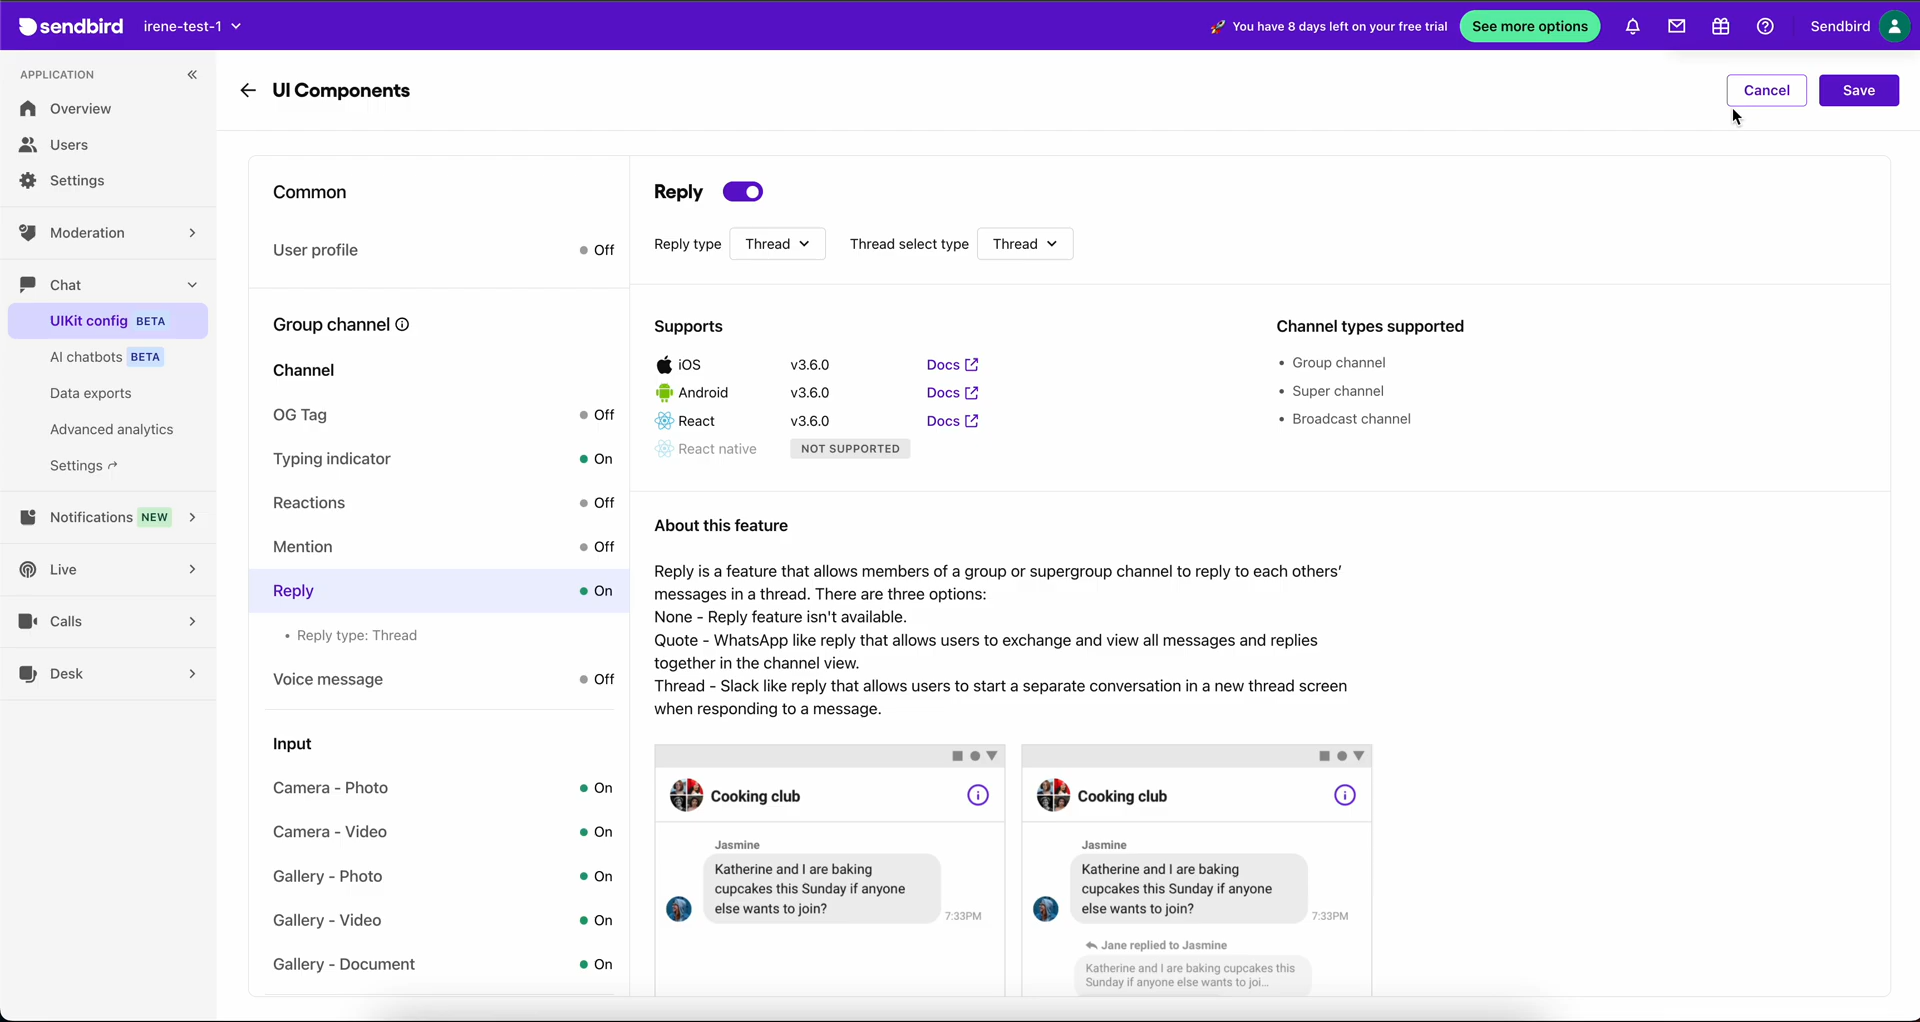 sendbird
irene-test-1
🚀 You have 8 days left on your free trial
See more options
Sendbird
APPLICATION
Overview
Users
Settings
Moderation
Chat
UIKit config BETA
AI chatbots BETA
Data exports
Advanced analytics
Settings
Notifications NEW
Live
Calls
Desk
UI Components
Cancel
Save
Common
User profile Off
Group channel
Channel
OG Tag Off
Typing indicator On
Reactions Off
Mention Off
Reply On
• Reply type: Thread
Voice message Off
Input
Camera - Photo On
Camera - Video On
Gallery - Photo On
Gallery - Video On
Gallery - Document On
Reply
Reply type Thread Thread select type Thread
Supports
iOS v3.6.0 Docs
Android v3.6.0 Docs
React v3.6.0 Docs
React native NOT SUPPORTED
Channel types supported
• Group channel
• Super channel
• Broadcast channel
About this feature
Reply is a feature that allows members of a group or supergroup channel to reply to each others’
messages in a thread. There are three options:
None - Reply feature isn't available.
Quote - WhatsApp like reply that allows users to exchange and view all messages and replies
together in the channel view.
Thread - Slack like reply that allows users to start a separate conversation in a new thread screen
when responding to a message.
Cooking club
Jasmine
Katherine and I are baking
cupcakes this Sunday if anyone
else wants to join?
7:33PM
Cooking club
Jasmine
Katherine and I are baking
cupcakes this Sunday if anyone
else wants to join?
7:33PM
Jane replied to Jasmine
Katherine and I are baking cupcakes this
Sunday if anyone else wants to joi...